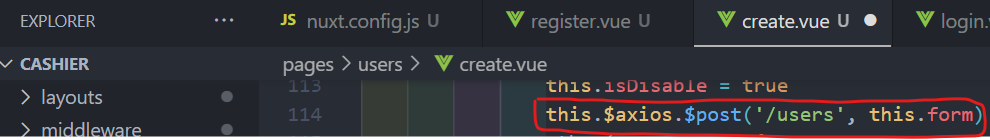 EXPLORER
JS nuxt.config.js U
register.vue U
create.vue U
login.
CASHIER
pages > users > create.vue
layouts
113 this.isDisable = true
114 this.$axios.$post('/users', this.form)
middleware